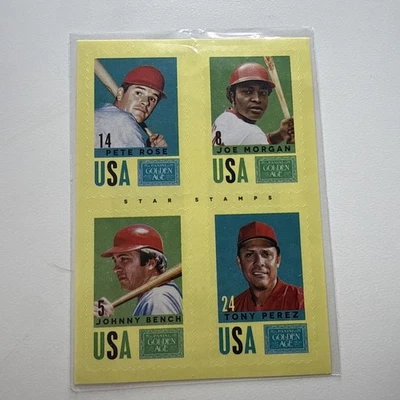 14
PETE ROSE
USA
GOLDEN AGE
8
JOE MORGAN
USA
GOLDEN AGE
STAR STAMPS
5
JOHNNY BENCH
USA
GOLDEN AGE
24
TONY PEREZ
USA
GOLDEN AGE